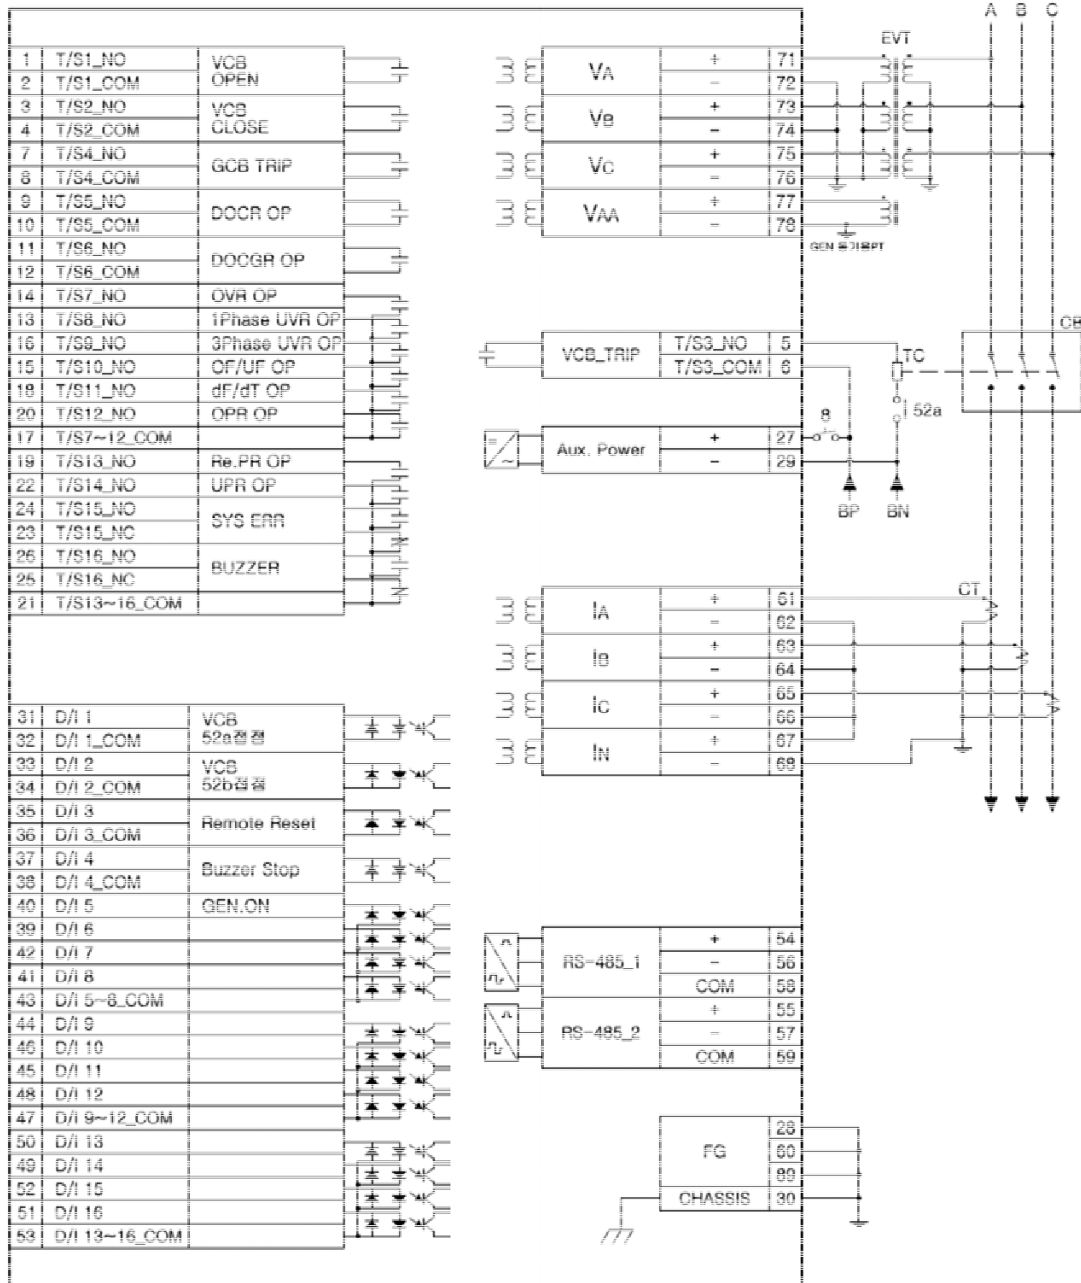 A B C
EVT
1 T/S1_NO VCB OPEN
2 T/S1_COM
3 T/S2_NO VCB CLOSE
4 T/S2_COM
7 T/S4_NO GCB TRIP
8 T/S4_COM
9 T/S5_NO DOCR OP
10 T/S5_COM
11 T/S6_NO DOCGR OP
12 T/S6_COM
14 T/S7_NO OVR OP
13 T/S8_NO 1Phase UVR OP
16 T/S9_NO 3Phase UVR OP
15 T/S10_NO OF/UF OP
18 T/S11_NO dF/dT OP
20 T/S12_NO OPR OP
17 T/S7~12_COM
19 T/S13_NO Re.PR OP
22 T/S14_NO UPR OP
24 T/S15_NO SYS ERR
23 T/S15_NC
26 T/S16_NO BUZZER
25 T/S16_NC
21 T/S13~16_COM
31 D/I 1 VCB 52a접점
32 D/I 1_COM
33 D/I 2 VCB 52b접점
34 D/I 2_COM
35 D/I 3 Remote Reset
36 D/I 3_COM
37 D/I 4 Buzzer Stop
38 D/I 4_COM
40 D/I 5 GEN.ON
39 D/I 6
42 D/I 7
41 D/I 8
43 D/I 5~8_COM
44 D/I 9
46 D/I 10
45 D/I 11
48 D/I 12
47 D/I 9~12_COM
50 D/I 13
49 D/I 14
52 D/I 15
51 D/I 16
53 D/I 13~16_COM
VA + 71
- 72
VB + 73
- 74
VC + 75
- 76
VAA + 77
- 78
GEN 동기용PT
VCB_TRIP T/S3_NO 5
T/S3_COM 6
TC
CB
52a
8
Aux. Power + 27
- 29
BP BN
CT
IA + 61
- 62
IB + 63
- 64
IC + 65
- 66
IN + 67
- 68
RS-485_1 + 54
- 56
COM 58
RS-485_2 + 55
- 57
COM 59
FG 28
60
89
CHASSIS 30